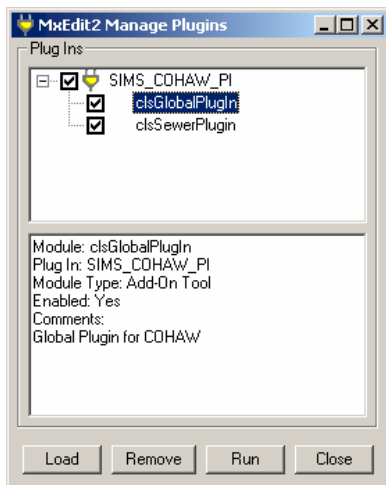 MxEdit2 Manage Plugins
Plug Ins
SIMS_COHAW_PI
clsGlobalPlugIn
clsSewerPlugin
Module: clsGlobalPlugIn
Plug In: SIMS_COHAW_PI
Module Type: Add-On Tool
Enabled: Yes
Comments:
Global Plugin for COHAW
Load Remove Run Close